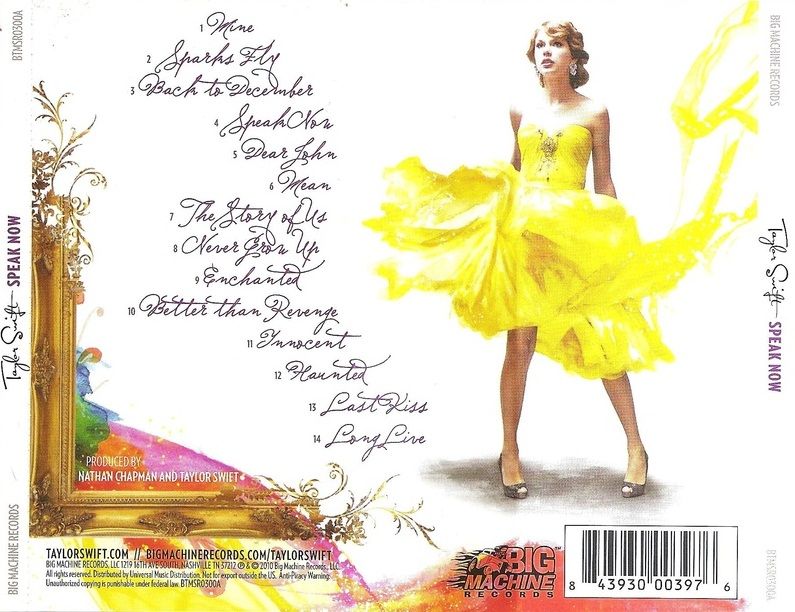 BTMSR0300A
Taylor Swift SPEAK NOW
BIG MACHINE RECORDS
1 Mine
2 Sparks Fly
3 Back to December
4 Speak Now
5 Dear John
6 Mean
7 The Story of Us
8 Never Grow Up
9 Enchanted
10 Better than Revenge
11 Innocent
12 Haunted
13 Last Kiss
14 Long Live
PRODUCED BY
NATHAN CHAPMAN AND TAYLOR SWIFT
TAYLORSWIFT.COM // BIGMACHINERECORDS.COM/TAYLORSWIFT
BIG MACHINE RECORDS, LLC 1219 16TH AVE SOUTH, NASHVILLE TN 37212 ℗ & © 2010 Big Machine Records, LLC.
All rights reserved. Distributed by Universal Music Distribution. Not for export outside the US. Anti-Piracy Warning:
Unauthorized copying is punishable under federal law. BTMSR0300A
BIG
MACHINE
RECORDS
8 43930 00397 6
BIG MACHINE RECORDS
Taylor Swift SPEAK NOW
BTMSR0300A